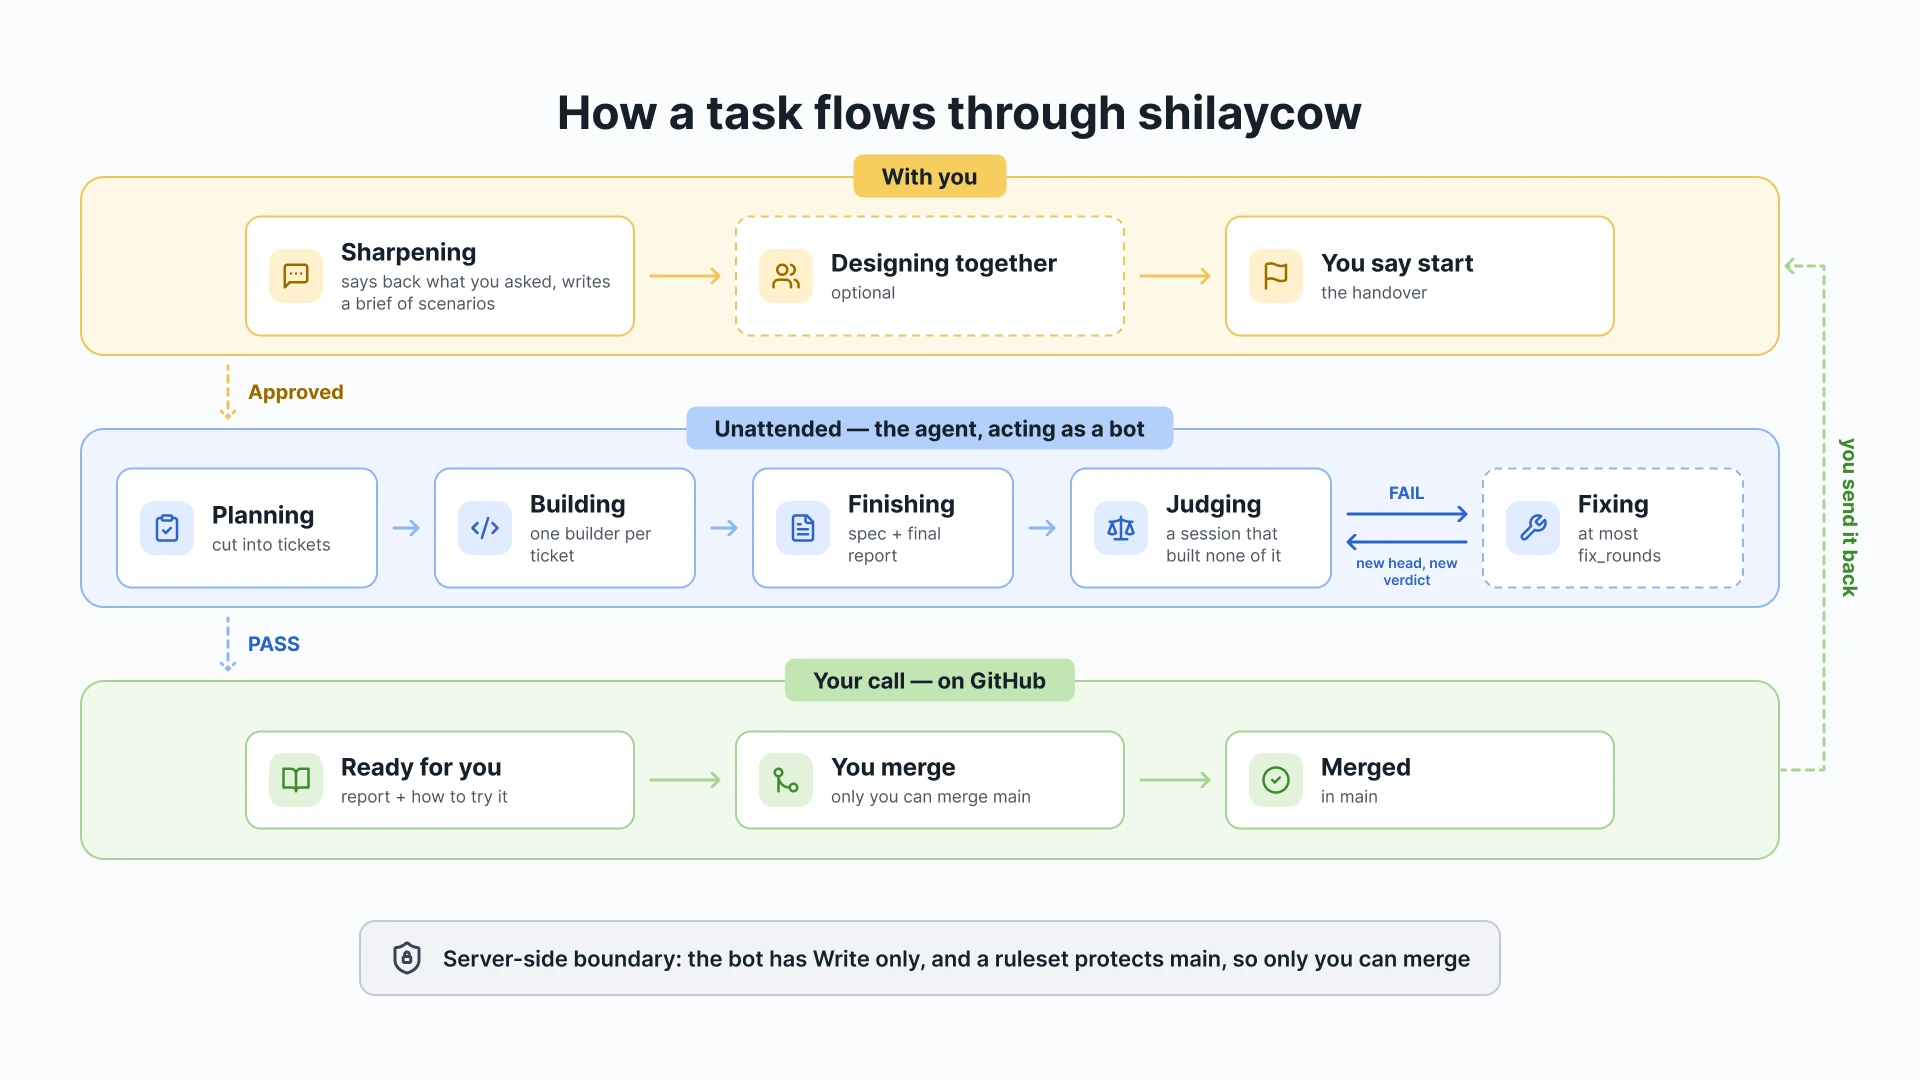 How a task flows through shilaycow
With you
Sharpening
says back what you asked, writes
a brief of scenarios
Designing together
optional
You say start
the handover
Approved
Unattended — the agent, acting as a bot
Planning
cut into tickets
Building
one builder per
ticket
Finishing
spec + final
report
Judging
a session that
built none of it
FAIL
new head, new
verdict
Fixing
at most
fix_rounds
you send it back
PASS
Your call — on GitHub
Ready for you
report + how to try it
You merge
only you can merge main
Merged
in main
Server-side boundary: the bot has Write only, and a ruleset protects main, so only you can merge